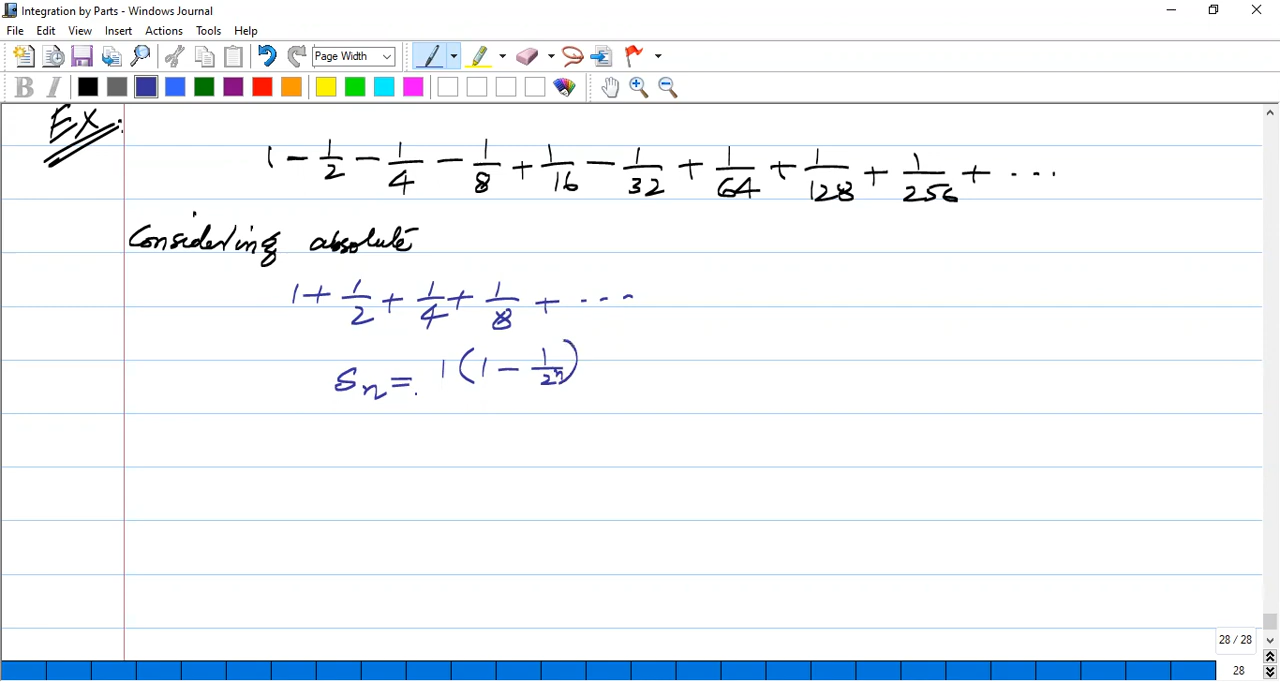 Integration by Parts - Windows Journal
File Edit View Insert Actions Tools Help
Page Width
B I
Ex:
1 - 1/2 - 1/4 - 1/8 + 1/16 - 1/32 + 1/64 + 1/128 + 1/256 + ...
Considering absolute
1 + 1/2 + 1/4 + 1/8 + ...
Sn = 1(1 - 1/2^n)
28 / 28
28